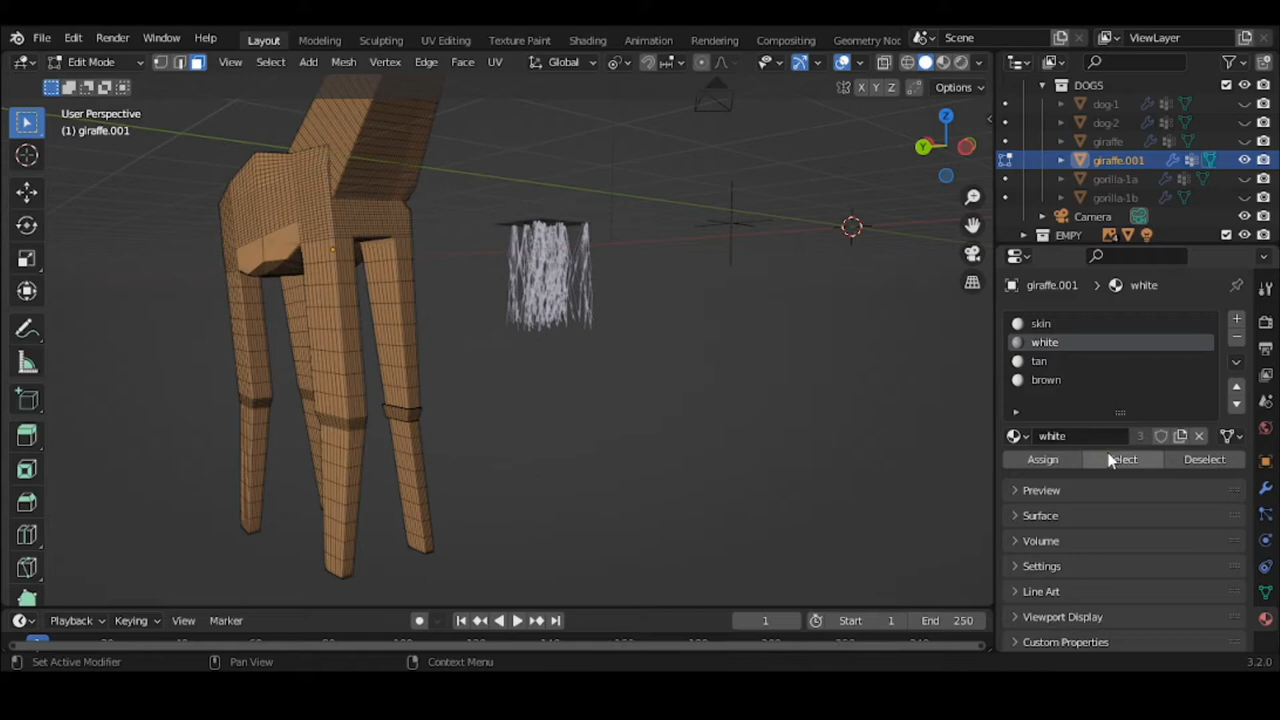 File Edit Render Window Help Layout Modeling Sculpting UV Editing Texture Paint Shading Animation Rendering Compositing Geometry Noc Scene ViewLayer
Edit Mode View Select Add Mesh Vertex Edge Face UV Global
X Y Z Options
User Perspective
(1) giraffe.001
Z
Y
DOGS
dog-1
dog-2
giraffe
giraffe.001
gorilla-1a
gorilla-1b
Camera
EMPY 4
giraffe.001 > white
skin
white
tan
brown
white 3
Assign Select Deselect
Preview
Surface
Volume
Settings
Line Art
Viewport Display
Custom Properties
Playback Keying View Marker 1 Start 1 End 250
Set Active Modifier Pan View Context Menu 3.2.0